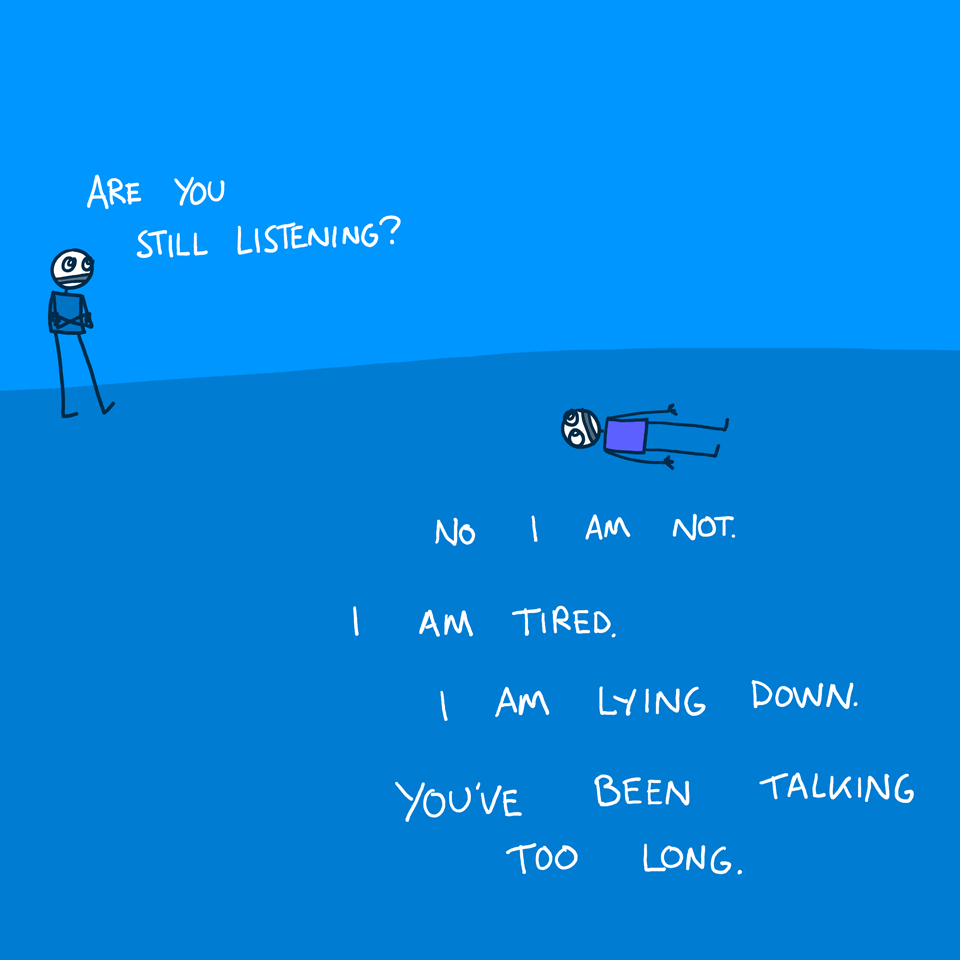 ARE YOU
STILL LISTENING?
NO I AM NOT.
I AM TIRED.
I AM LYING DOWN.
YOU'VE BEEN TALKING
TOO LONG.